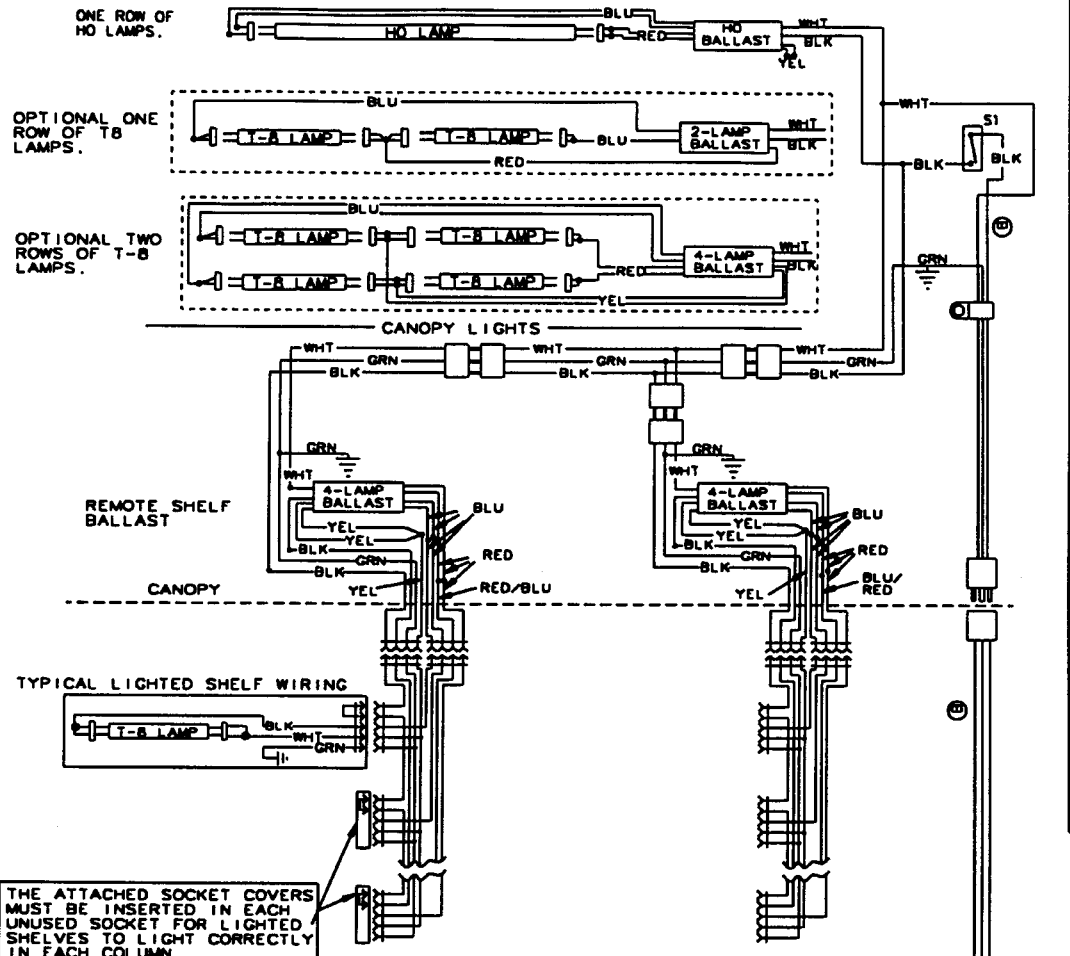 ONE ROW OF
HO LAMPS.
BLU
HO LAMP
RED
HO
BALLAST
WHT
BLK
YEL
OPTIONAL ONE
ROW OF T8
LAMPS.
BLU
T-8 LAMP
T-8 LAMP
BLU
RED
2-LAMP
BALLAST
WHT
BLK
WHT
S1
BLK
BLK
OPTIONAL TWO
ROWS OF T-8
LAMPS.
BLU
T-8 LAMP
T-8 LAMP
T-8 LAMP
T-8 LAMP
RED
YEL
4-LAMP
BALLAST
WHT
BLK
GRN
CANOPY LIGHTS
WHT
GRN
BLK
WHT
GRN
BLK
WHT
GRN
BLK
GRN
WHT
4-LAMP
BALLAST
REMOTE SHELF
BALLAST
YEL
YEL
BLK
GRN
BLK
YEL
BLU
RED
RED/BLU
GRN
WHT
4-LAMP
BALLAST
YEL
YEL
BLK
GRN
BLK
YEL
BLU
RED
BLU/
RED
CANOPY
TYPICAL LIGHTED SHELF WIRING
T-8 LAMP
BLK
WHT
GRN
THE ATTACHED SOCKET COVERS
MUST BE INSERTED IN EACH
UNUSED SOCKET FOR LIGHTED
SHELVES TO LIGHT CORRECTLY
IN EACH COLUMN